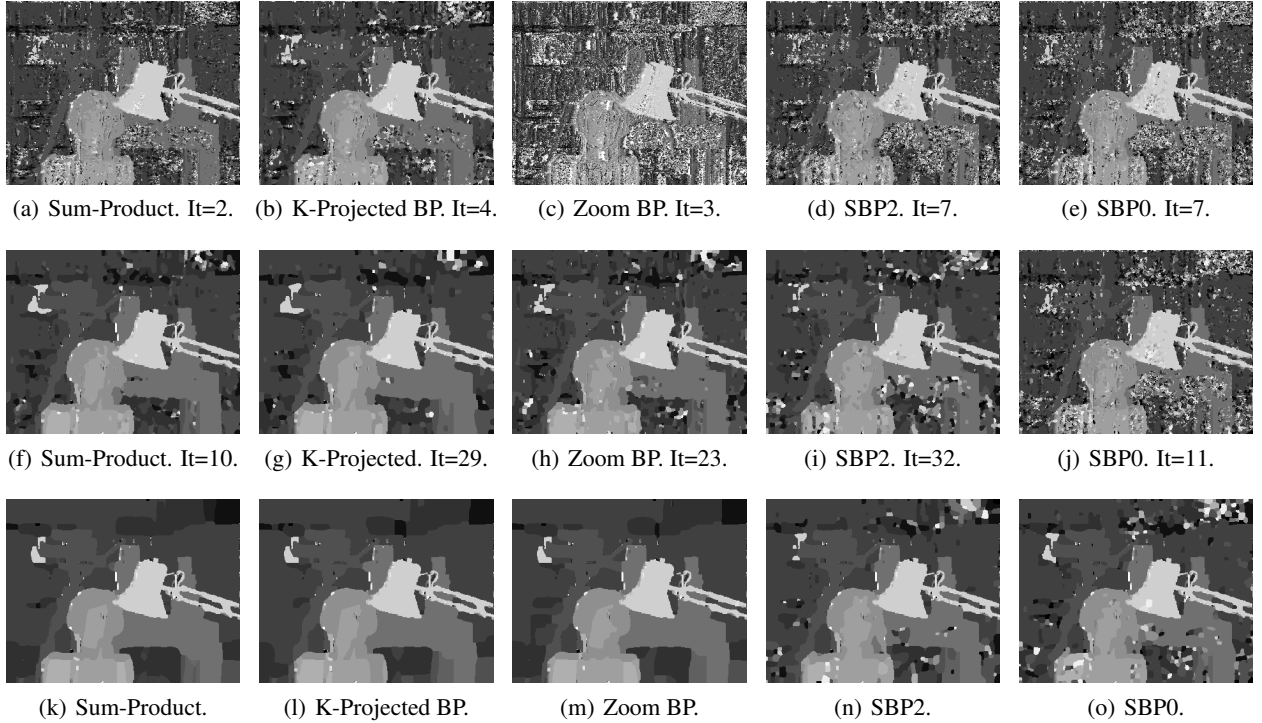 (a) Sum-Product. It=2.
(b) K-Projected BP. It=4.
(c) Zoom BP. It=3.
(d) SBP2. It=7.
(e) SBP0. It=7.
(f) Sum-Product. It=10.
(g) K-Projected. It=29.
(h) Zoom BP. It=23.
(i) SBP2. It=32.
(j) SBP0. It=11.
(k) Sum-Product.
(l) K-Projected BP.
(m) Zoom BP.
(n) SBP2.
(o) SBP0.